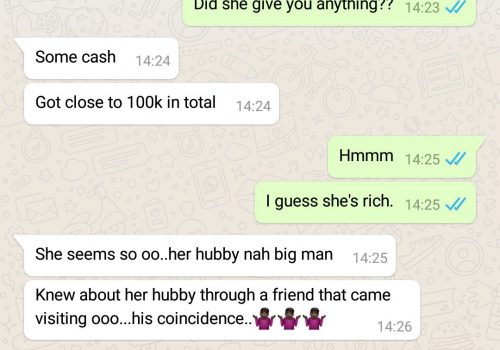 Did she give you anything?? 14:23
Some cash 14:24
Got close to 100k in total 14:24
Hmmm 14:25
I guess she's rich. 14:25
She seems so oo..her hubby nah big man 14:25
Knew about her hubby through a friend that came
visiting ooo...his coincidence..🤷🏿‍♀️🤷🏿‍♀️🤷🏿‍♀️ 14:26